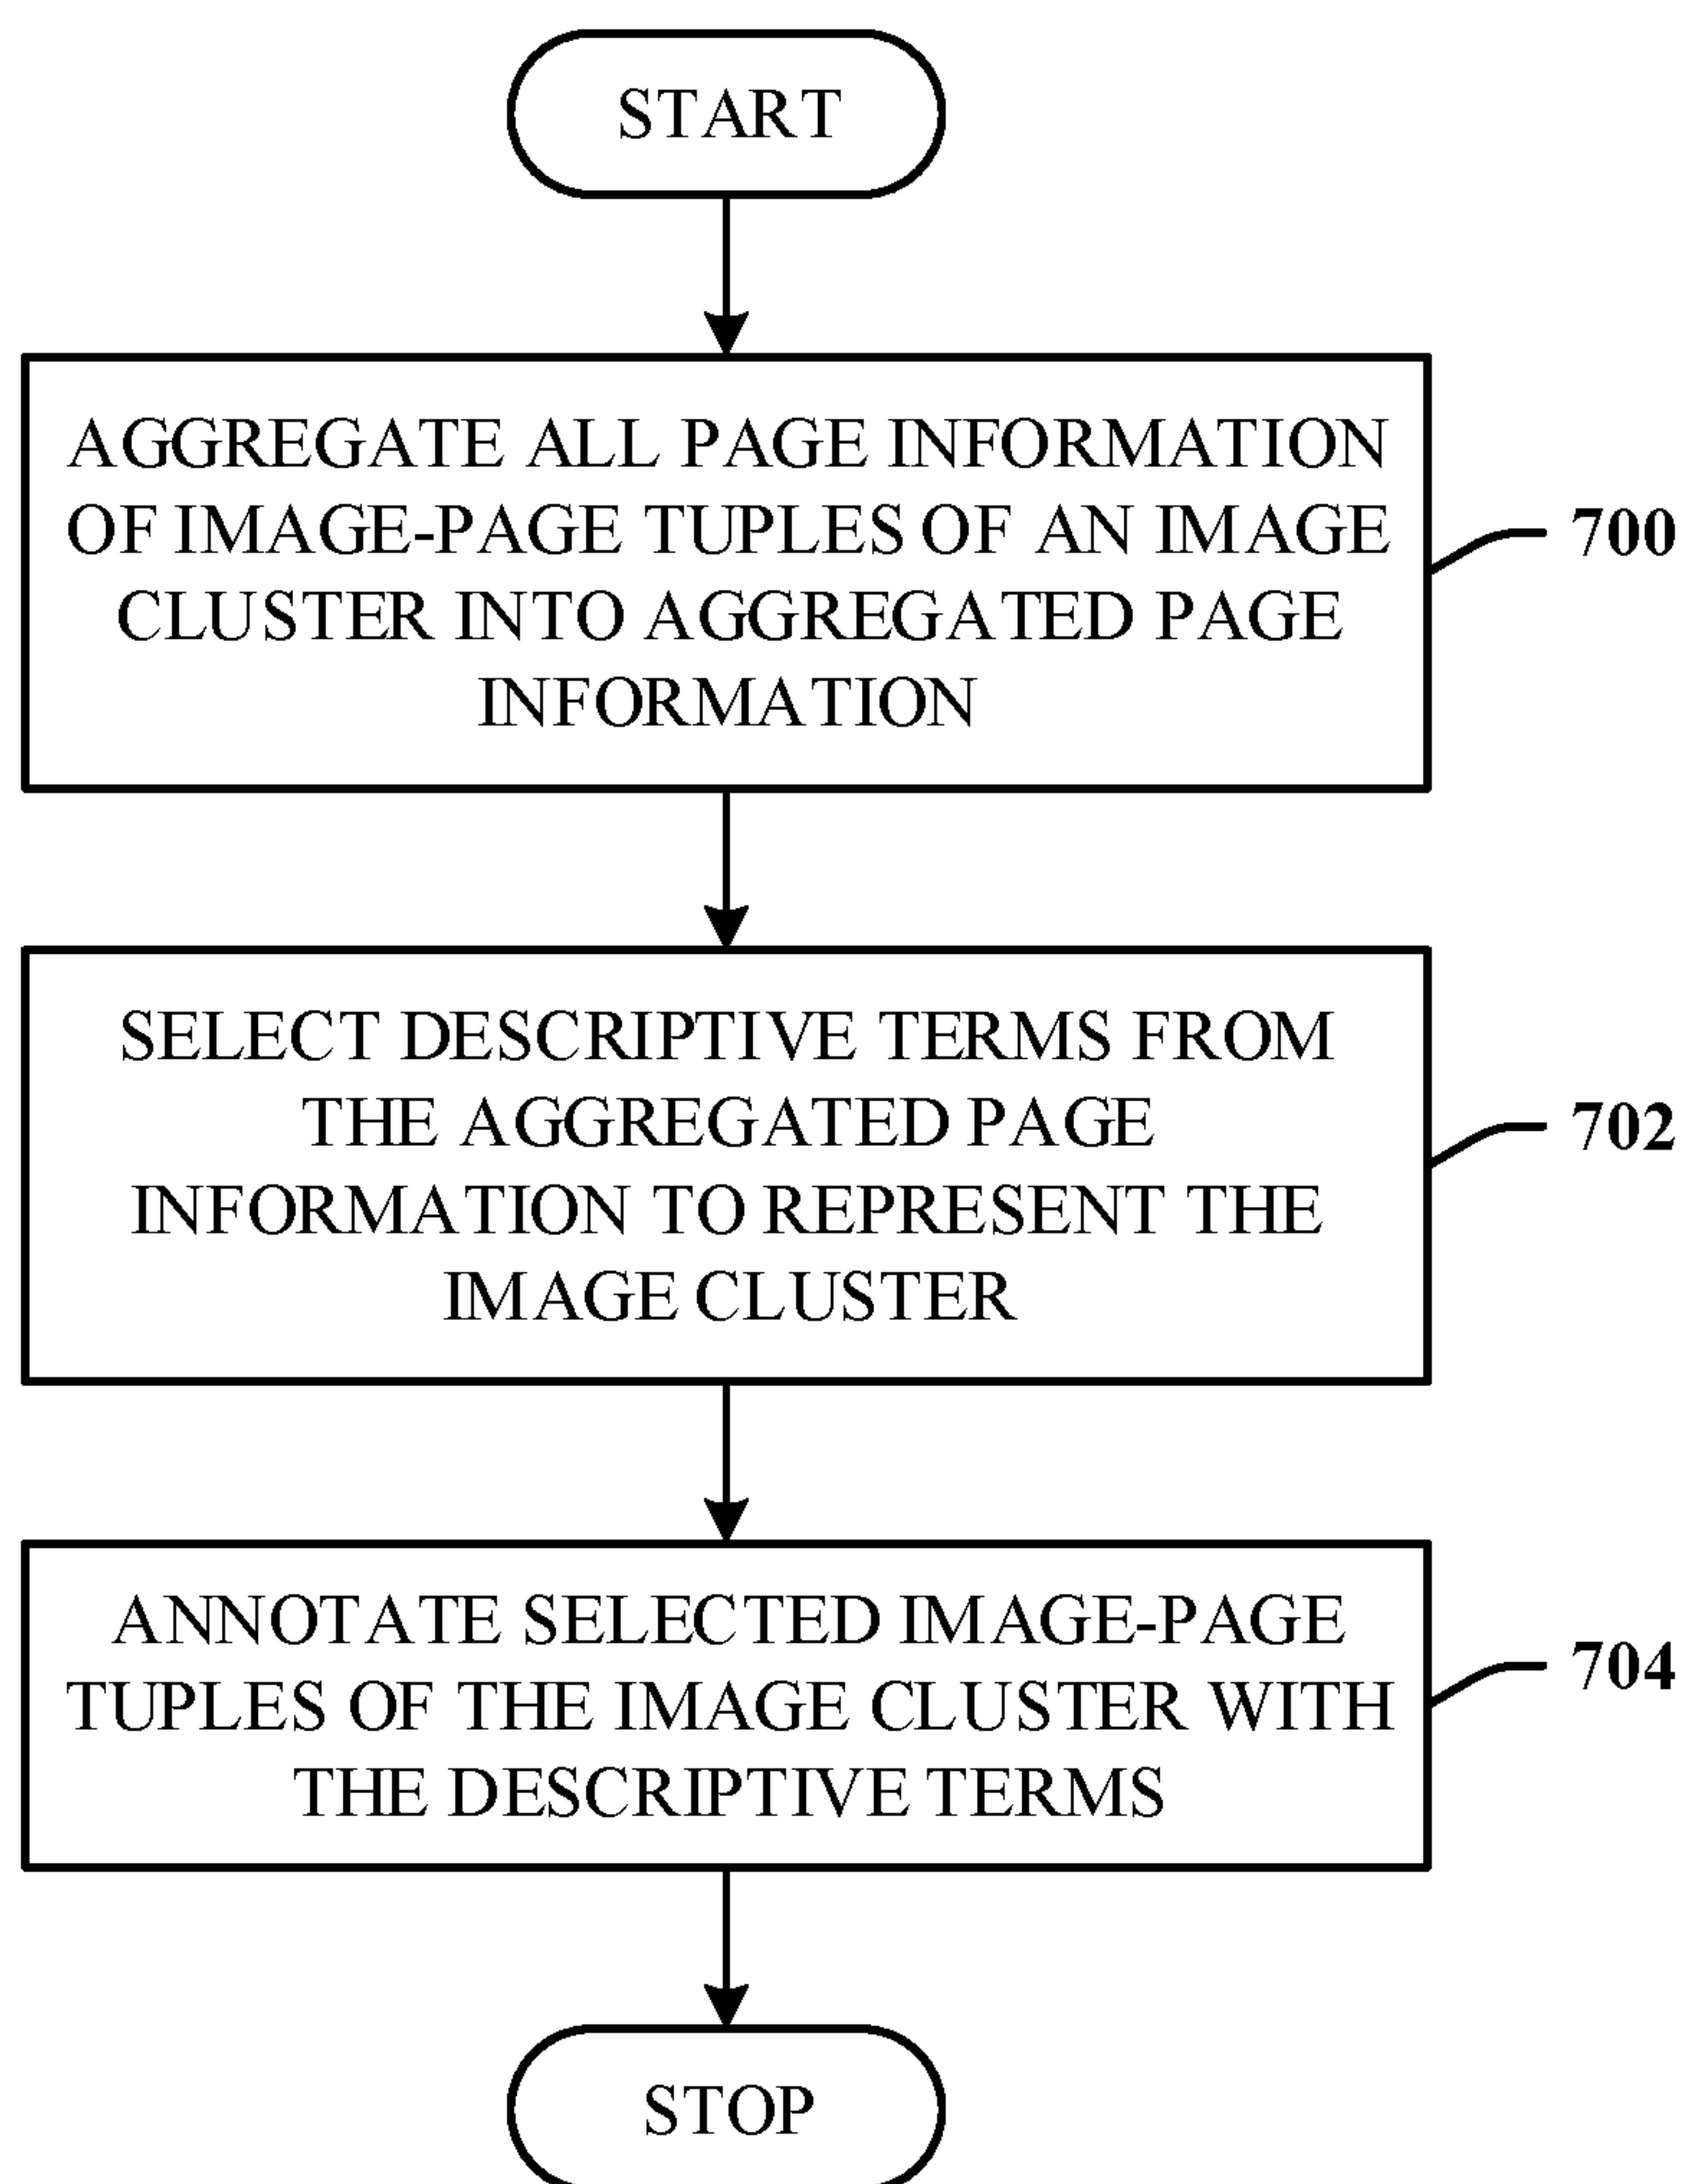 START
AGGREGATE ALL PAGE INFORMATION
OF IMAGE-PAGE TUPLES OF AN IMAGE
CLUSTER INTO AGGREGATED PAGE
INFORMATION
700
SELECT DESCRIPTIVE TERMS FROM
THE AGGREGATED PAGE
INFORMATION TO REPRESENT THE
IMAGE CLUSTER
702
ANNOTATE SELECTED IMAGE-PAGE
TUPLES OF THE IMAGE CLUSTER WITH
THE DESCRIPTIVE TERMS
704
STOP